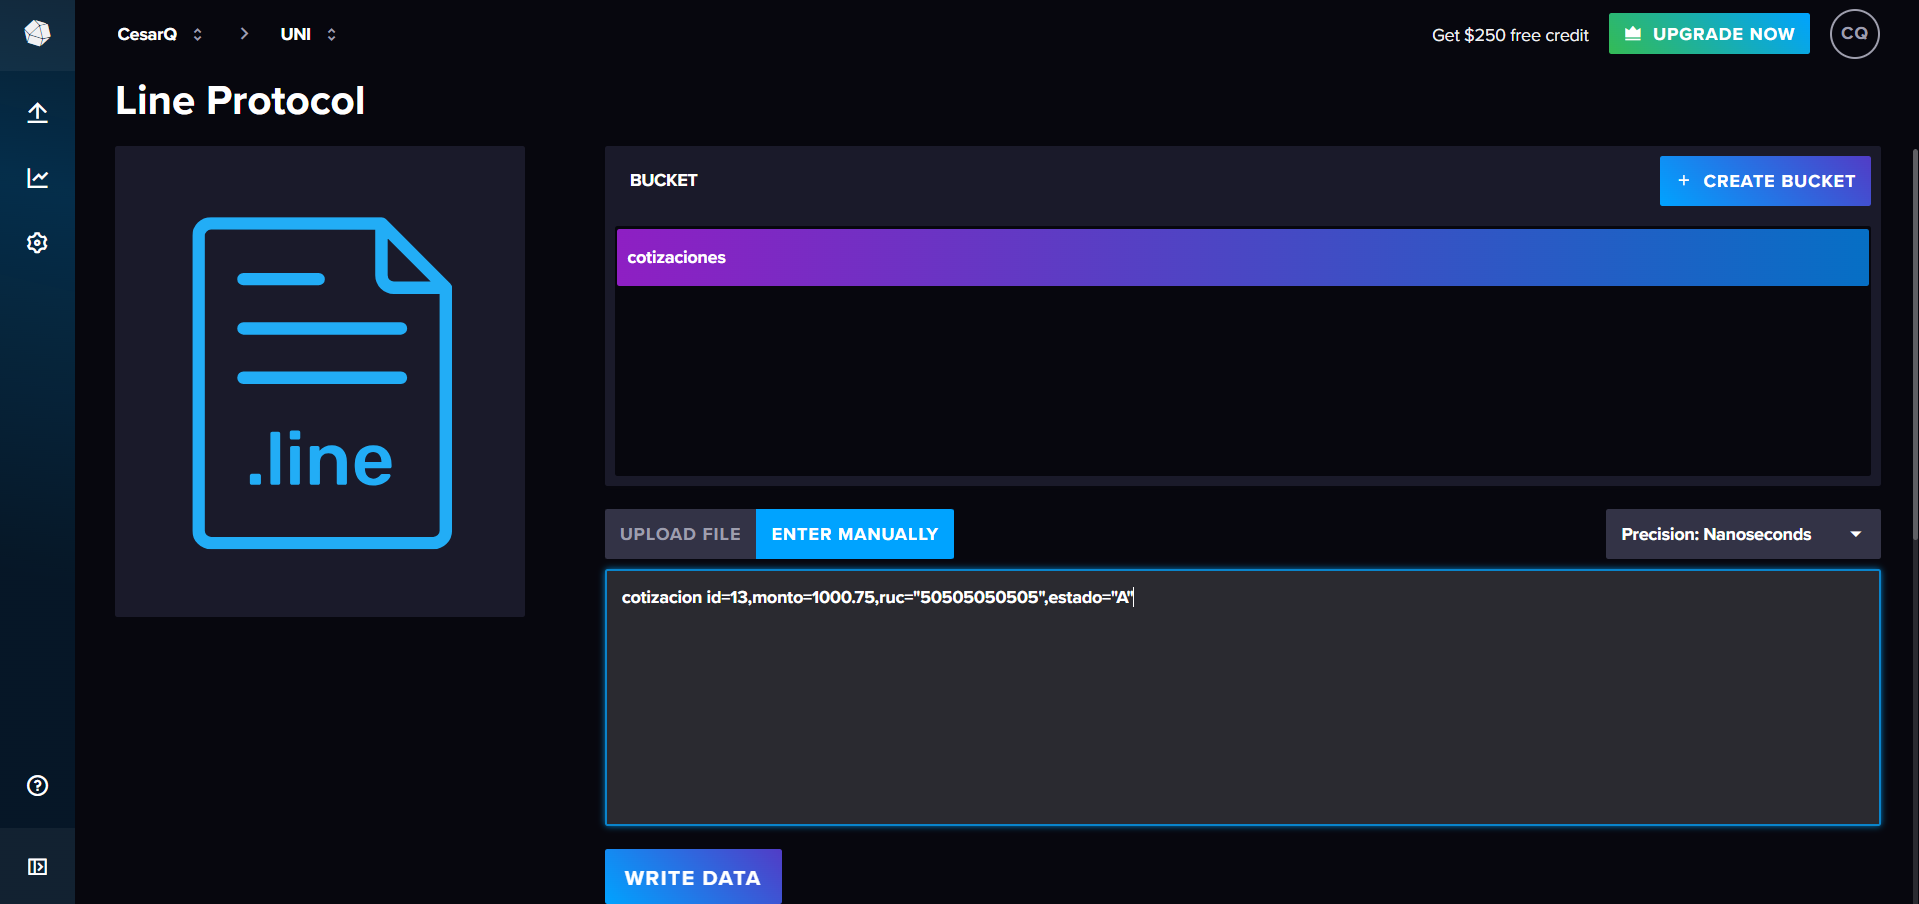 CesarQ
UNI
Get $250 free credit
UPGRADE NOW
CQ
Line Protocol
.line
BUCKET
+ CREATE BUCKET
cotizaciones
UPLOAD FILE
ENTER MANUALLY
Precision: Nanoseconds
cotizacion id=13,monto=1000.75,ruc="50505050505",estado="A"
WRITE DATA